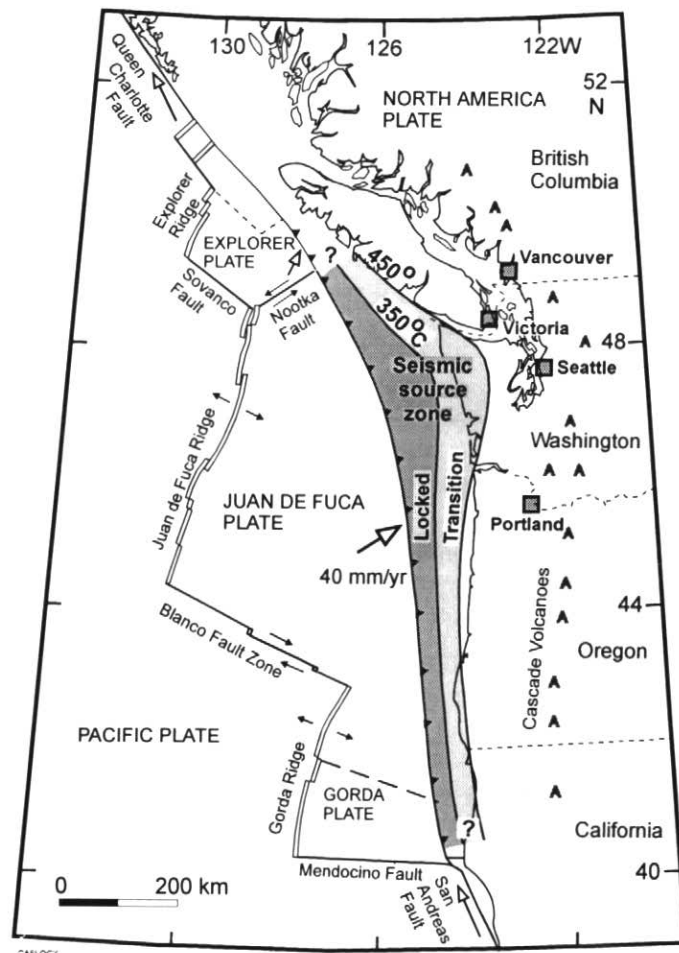 130
126
122W
52
N
Queen
Charlotte
Fault
NORTH AMERICA
PLATE
British
Columbia
Explorer
Ridge
EXPLORER
PLATE
?
450°
Vancouver
Sovanco
Fault
Nootka
Fault
350°C
Victoria
48
Seismic
source
zone
Seattle
Juan de Fuca Ridge
Washington
JUAN DE FUCA
PLATE
Locked
Transition
Portland
40 mm/yr
44
Blanco Fault Zone
Cascade Volcanoes
Oregon
PACIFIC PLATE
Gorda Ridge
GORDA
PLATE
?
California
Mendocino Fault
40
0
200 km
San
Andreas
Fault